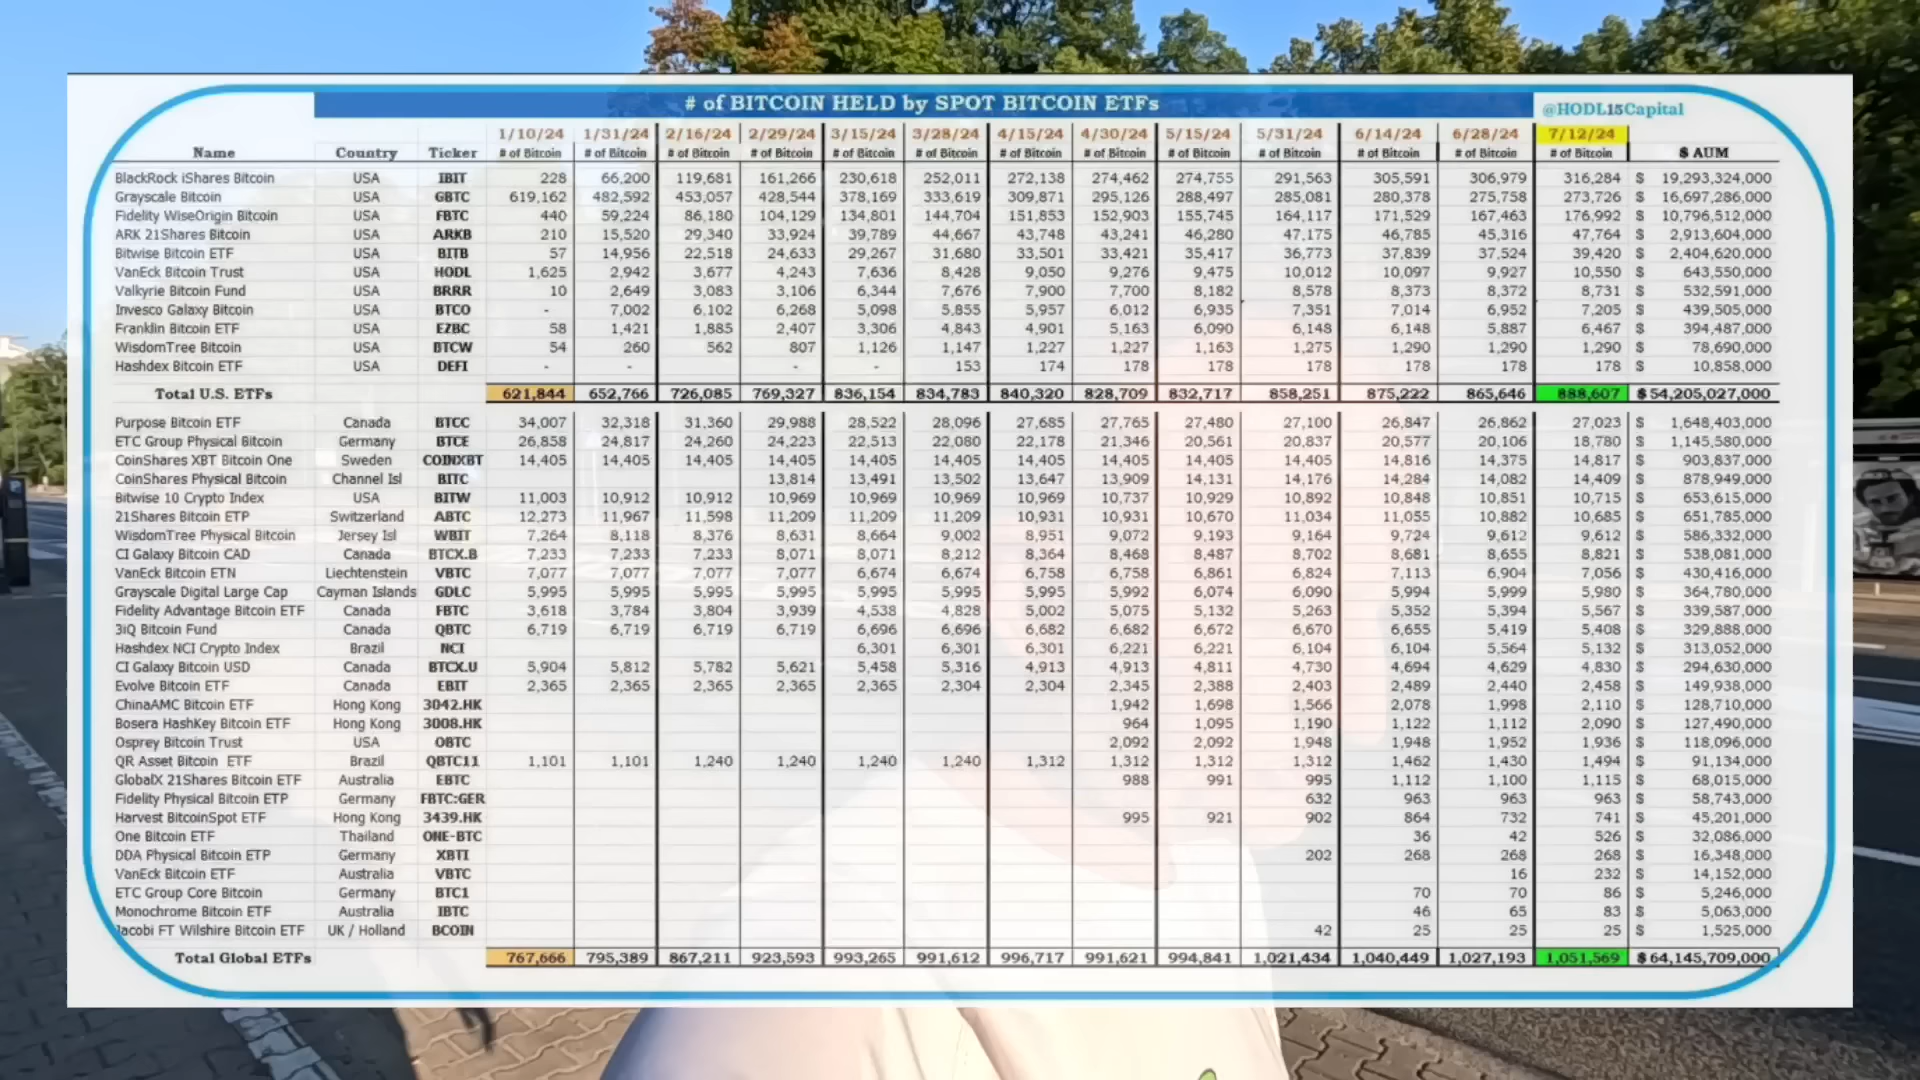 # of BITCOIN HELD by SPOT BITCOIN ETFs
@HODL15Capital
1/10/24 1/31/24 2/16/24 2/29/24 3/15/24 3/28/24 4/15/24 4/30/24 5/15/24 5/31/24 6/14/24 6/28/24 7/12/24
Name Country Ticker # of Bitcoin # of Bitcoin # of Bitcoin # of Bitcoin # of Bitcoin # of Bitcoin # of Bitcoin # of Bitcoin # of Bitcoin # of Bitcoin # of Bitcoin # of Bitcoin # of Bitcoin $ AUM
BlackRock iShares Bitcoin USA IBIT 228 66,200 119,681 161,266 230,618 252,011 272,138 274,462 274,755 291,563 305,591 306,979 316,284 $ 19,293,324,000
Grayscale Bitcoin USA GBTC 619,162 482,592 453,057 428,544 378,169 333,619 309,871 295,126 288,497 285,081 280,378 275,758 273,726 $ 16,697,286,000
Fidelity WiseOrigin Bitcoin USA FBTC 440 59,224 86,180 104,129 134,801 144,704 151,853 152,903 155,745 164,117 171,529 167,463 176,992 $ 10,796,512,000
ARK 21Shares Bitcoin USA ARKB 210 15,520 29,340 33,924 39,789 44,667 43,748 43,241 46,280 47,175 46,785 45,316 47,764 $ 2,913,604,000
Bitwise Bitcoin ETF USA BITB 57 14,956 22,518 24,633 29,267 31,680 33,501 33,421 35,417 36,773 37,839 37,524 39,420 $ 2,404,620,000
VanEck Bitcoin Trust USA HODL 1,625 2,942 3,677 4,243 7,636 8,428 9,050 9,276 9,475 10,012 10,097 9,927 10,550 $ 643,550,000
Valkyrie Bitcoin Fund USA BRRR 10 2,649 3,083 3,106 6,344 7,676 7,900 7,700 8,182 8,578 8,373 8,372 8,731 $ 532,591,000
Invesco Galaxy Bitcoin USA BTCO - 7,002 6,102 6,268 5,098 5,855 5,957 6,012 6,935 7,351 7,014 6,952 7,205 $ 439,505,000
Franklin Bitcoin ETF USA EZBC 58 1,421 1,885 2,407 3,306 4,843 4,901 5,163 6,090 6,148 6,148 5,887 6,467 $ 394,487,000
WisdomTree Bitcoin USA BTCW 54 260 562 807 1,126 1,147 1,227 1,227 1,163 1,275 1,290 1,290 1,290 $ 78,690,000
Hashdex Bitcoin ETF USA DEFI - - - - 153 174 178 178 178 178 178 178 $ 10,858,000
Total U.S. ETFs 621,844 652,766 726,085 769,327 836,154 834,783 840,320 828,709 832,717 858,251 875,222 865,646 888,607 $ 54,205,027,000
Purpose Bitcoin ETF Canada BTCC 34,007 32,318 31,360 29,988 28,522 28,096 27,685 27,765 27,480 27,100 26,847 26,862 27,023 $ 1,648,403,000
ETC Group Physical Bitcoin Germany BTCE 26,858 24,817 24,260 24,223 22,513 22,080 22,178 21,346 20,561 20,837 20,577 20,106 18,780 $ 1,145,580,000
CoinShares XBT Bitcoin One Sweden COINXBT 14,405 14,405 14,405 14,405 14,405 14,405 14,405 14,405 14,405 14,405 14,816 14,375 14,817 $ 903,837,000
CoinShares Physical Bitcoin Channel Isl BITC 13,814 13,491 13,502 13,647 13,909 14,131 14,176 14,284 14,082 14,409 $ 878,949,000
Bitwise 10 Crypto Index USA BITW 11,003 10,912 10,912 10,969 10,969 10,969 10,969 10,737 10,929 10,892 10,848 10,851 10,715 $ 653,615,000
21Shares Bitcoin ETP Switzerland ABTC 12,273 11,967 11,598 11,209 11,209 11,209 10,931 10,931 10,670 11,034 11,055 10,882 10,685 $ 651,785,000
WisdomTree Physical Bitcoin Jersey Isl WBIT 7,264 8,118 8,376 8,631 8,664 9,002 8,951 9,072 9,193 9,164 9,724 9,612 9,612 $ 586,332,000
CI Galaxy Bitcoin CAD Canada BTCX.B 7,233 7,233 7,233 8,071 8,071 8,212 8,364 8,468 8,487 8,702 8,681 8,655 8,821 $ 538,081,000
VanEck Bitcoin ETN Liechtenstein VBTC 7,077 7,077 7,077 7,077 6,674 6,674 6,758 6,758 6,861 6,824 7,113 6,904 7,056 $ 430,416,000
Grayscale Digital Large Cap Cayman Islands GDLC 5,995 5,995 5,995 5,995 5,995 5,995 5,995 5,992 6,074 6,090 5,994 5,999 5,980 $ 364,780,000
Fidelity Advantage Bitcoin ETF Canada FBTC 3,618 3,784 3,804 3,939 4,538 4,828 5,002 5,075 5,132 5,263 5,352 5,394 5,567 $ 339,587,000
3iQ Bitcoin Fund Canada QBTC 6,719 6,719 6,719 6,719 6,696 6,696 6,682 6,682 6,672 6,670 6,655 5,419 5,408 $ 329,888,000
Hashdex NCI Crypto Index Brazil NCI 6,301 6,301 6,301 6,221 6,221 6,104 6,104 5,564 5,132 $ 313,052,000
CI Galaxy Bitcoin USD Canada BTCX.U 5,904 5,812 5,782 5,621 5,458 5,316 4,913 4,913 4,811 4,730 4,694 4,629 4,830 $ 294,630,000
Evolve Bitcoin ETF Canada EBIT 2,365 2,365 2,365 2,365 2,365 2,304 2,304 2,345 2,388 2,403 2,489 2,440 2,458 $ 149,938,000
ChinaAMC Bitcoin ETF Hong Kong 3042.HK 1,942 1,698 1,566 2,078 1,998 2,110 $ 128,710,000
Bosera HashKey Bitcoin ETF Hong Kong 3008.HK 964 1,095 1,190 1,122 1,112 2,090 $ 127,490,000
Osprey Bitcoin Trust USA OBTC 2,092 2,092 1,948 1,948 1,952 1,936 $ 118,096,000
QR Asset Bitcoin ETF Brazil QBTC11 1,101 1,101 1,240 1,240 1,240 1,240 1,312 1,312 1,312 1,312 1,462 1,430 1,494 $ 91,134,000
GlobalX 21Shares Bitcoin ETF Australia EBTC 988 991 995 1,112 1,100 1,115 $ 68,015,000
Fidelity Physical Bitcoin ETP Germany FBTC:GER 632 963 963 963 $ 58,743,000
Harvest BitcoinSpot ETF Hong Kong 3439.HK 995 921 902 864 732 741 $ 45,201,000
One Bitcoin ETF Thailand ONE-BTC 36 42 526 $ 32,086,000
DDA Physical Bitcoin ETP Germany XBTI 202 268 268 268 $ 16,348,000
VanEck Bitcoin ETF Australia VBTC 16 232 $ 14,152,000
ETC Group Core Bitcoin Germany BTC1 70 70 86 $ 5,246,000
Monochrome Bitcoin ETF Australia IBTC 46 65 83 $ 5,063,000
Jacobi FT Wilshire Bitcoin ETF UK / Holland BCOIN 42 25 25 25 $ 1,525,000
Total Global ETFs 767,666 795,389 867,211 923,593 993,265 991,612 996,717 991,621 994,841 1,021,434 1,040,449 1,027,193 1,051,569 $ 64,145,709,000